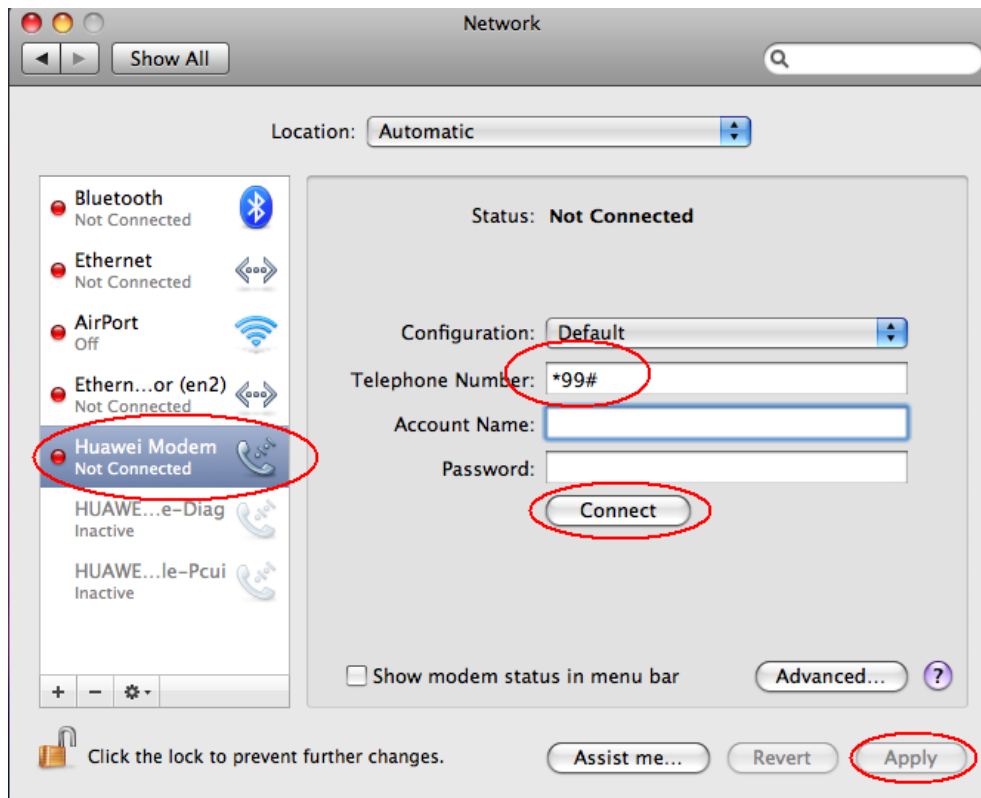 Network
Show All
Location: Automatic
Bluetooth
Not Connected
Ethernet
Not Connected
AirPort
Off
Ethern...or (en2)
Not Connected
Huawei Modem
Not Connected
HUAWE...e-Diag
Inactive
HUAWE...le-Pcui
Inactive
Status: Not Connected
Configuration: Default
Telephone Number: *99#
Account Name:
Password:
Connect
Show modem status in menu bar
Advanced...
?
Click the lock to prevent further changes.
Assist me...
Revert
Apply